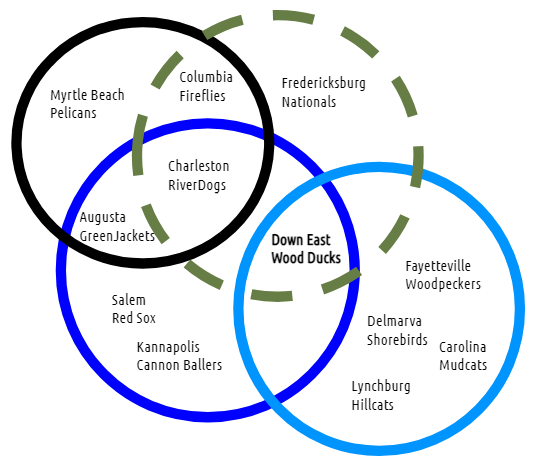 Columbia
Fireflies
Fredericksburg
Nationals
Myrtle Beach
Pelicans
Charleston
RiverDogs
Augusta
GreenJackets
Down East
Wood Ducks
Fayetteville
Woodpeckers
Salem
Red Sox
Delmarva
Shorebirds
Kannapolis
Cannon Ballers
Carolina
Mudcats
Lynchburg
Hillcats